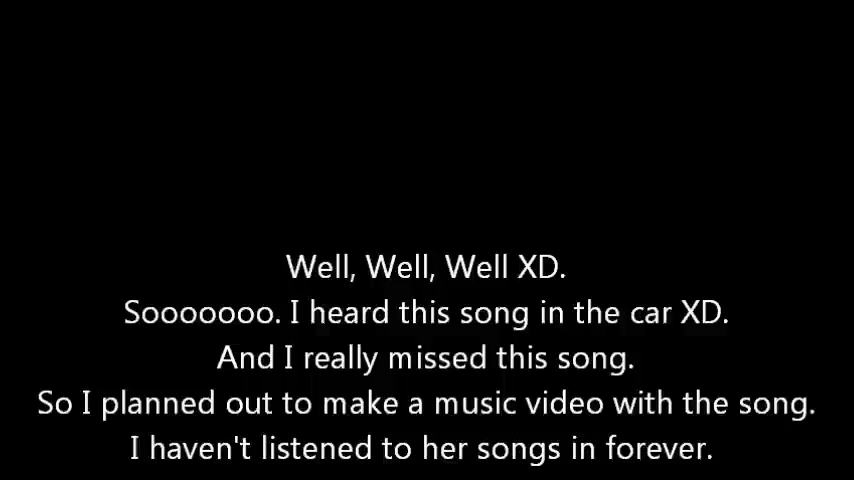 Well, Well, Well XD.
Sooooooo. I heard this song in the car XD.
And I really missed this song.
So I planned out to make a music video with the song.
I haven't listened to her songs in forever.